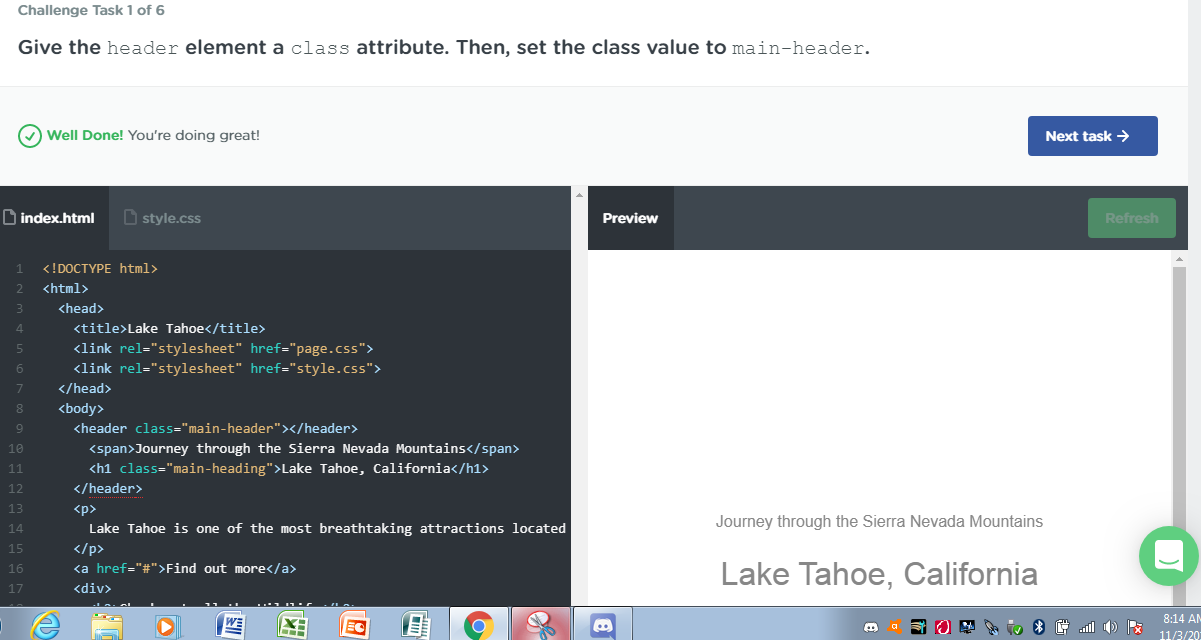 Challenge Task 1 of 6
Give the header element a class attribute. Then, set the class value to main-header.
Well Done! You're doing great!
Next task →
index.html
style.css
Preview
Refresh
1 <!DOCTYPE html>
2 <html>
3 <head>
4 <title>Lake Tahoe</title>
5 <link rel="stylesheet" href="page.css">
6 <link rel="stylesheet" href="style.css">
7 </head>
8 <body>
9 <header class="main-header"></header>
10 <span>Journey through the Sierra Nevada Mountains</span>
11 <h1 class="main-heading">Lake Tahoe, California</h1>
12 </header>
13 <p>
14 Lake Tahoe is one of the most breathtaking attractions located
15 </p>
16 <a href="#">Find out more</a>
17 <div>
Journey through the Sierra Nevada Mountains
Lake Tahoe, California
8:14 AM
11/3/20